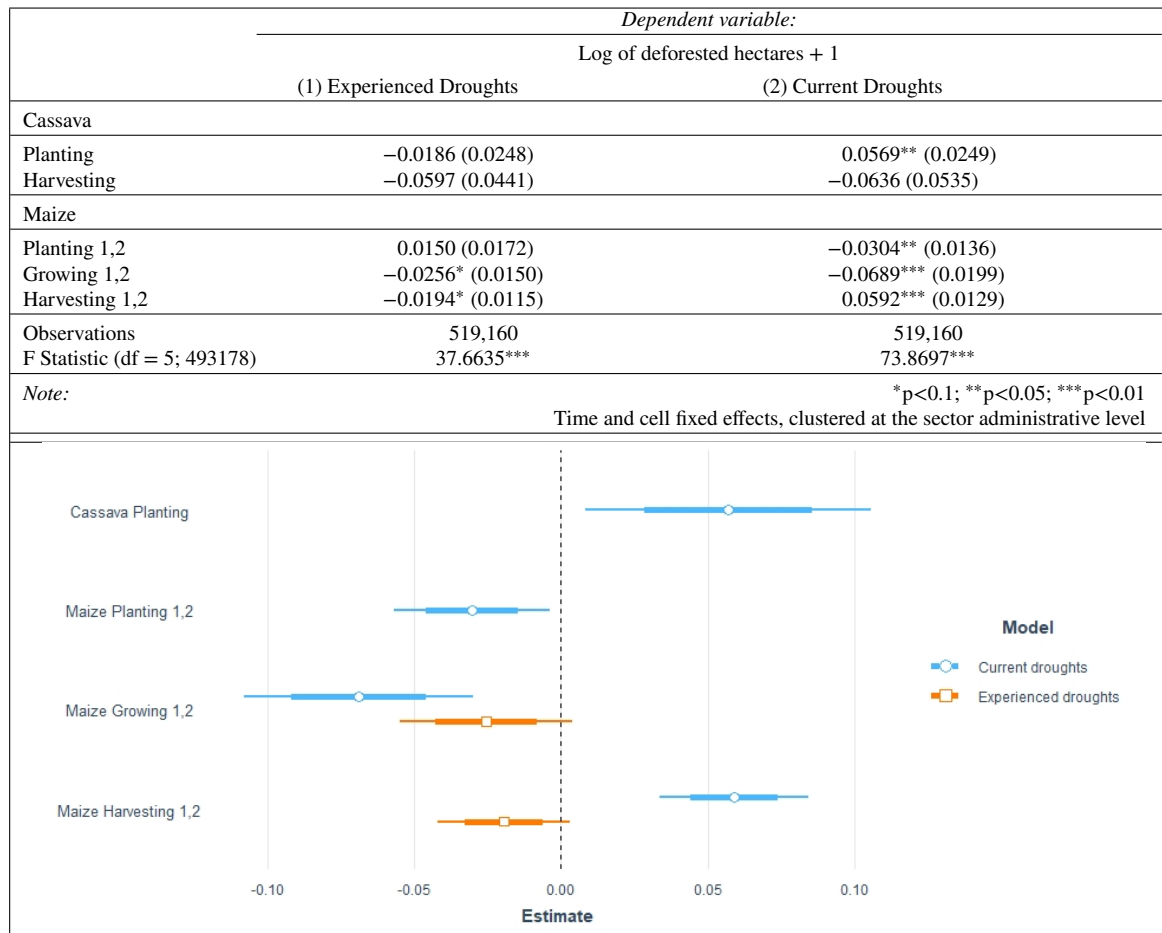 Dependent variable:
Log of deforested hectares + 1
(1) Experienced Droughts (2) Current Droughts
Cassava
Planting −0.0186 (0.0248) 0.0569** (0.0249)
Harvesting −0.0597 (0.0441) −0.0636 (0.0535)
Maize
Planting 1,2 0.0150 (0.0172) −0.0304** (0.0136)
Growing 1,2 −0.0256* (0.0150) −0.0689*** (0.0199)
Harvesting 1,2 −0.0194* (0.0115) 0.0592*** (0.0129)
Observations 519,160 519,160
F Statistic (df = 5; 493178) 37.6635*** 73.8697***
Note: *p<0.1; **p<0.05; ***p<0.01
Time and cell fixed effects, clustered at the sector administrative level
Cassava Planting
Maize Planting 1,2
Maize Growing 1,2
Maize Harvesting 1,2
Model
Current droughts
Experienced droughts
-0.10 -0.05 0.00 0.05 0.10
Estimate